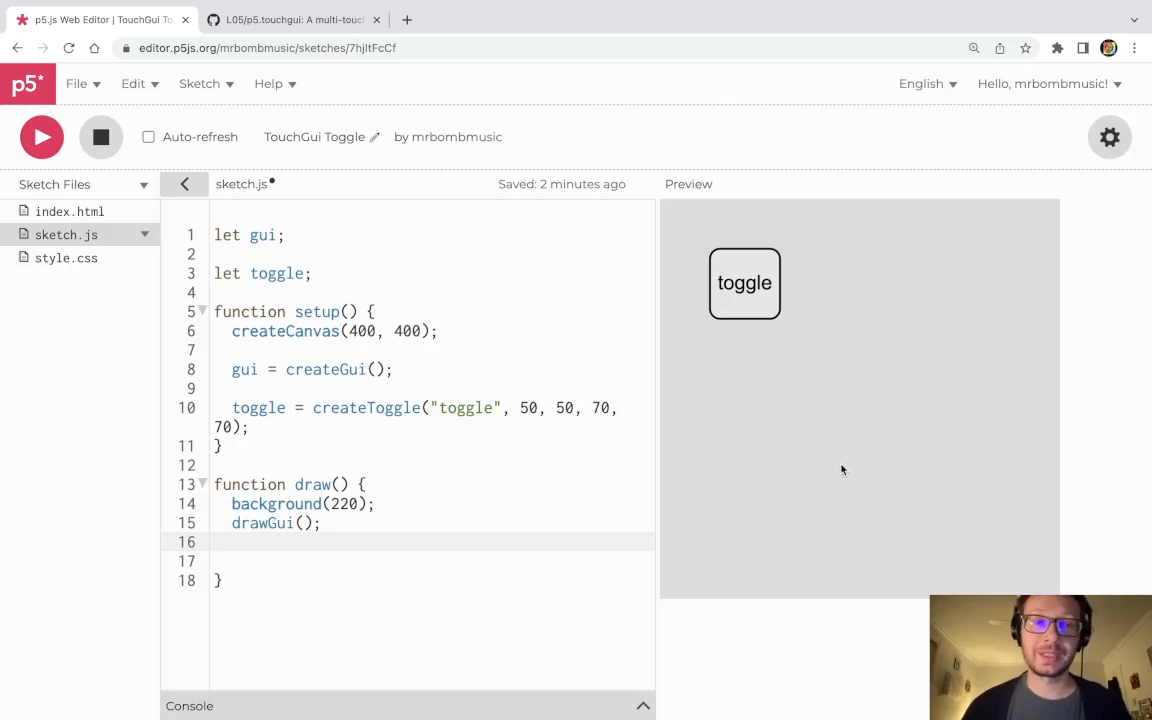 p5.js Web Editor | TouchGui To
L05/p5.touchgui: A multi-touc
editor.p5js.org/mrbombmusic/sketches/7hjItFcCf
p5*
File
Edit
Sketch
Help
English
Hello, mrbombmusic!
Auto-refresh
TouchGui Toggle
by mrbombmusic
Sketch Files
sketch.js
Saved: 2 minutes ago
Preview
index.html
sketch.js
style.css
1 let gui;
2
3 let toggle;
4
5 function setup() {
6 createCanvas(400, 400);
7
8 gui = createGui();
9
10 toggle = createToggle("toggle", 50, 50, 70,
70);
11 }
12
13 function draw() {
14 background(220);
15 drawGui();
16
17
18 }
toggle
Console